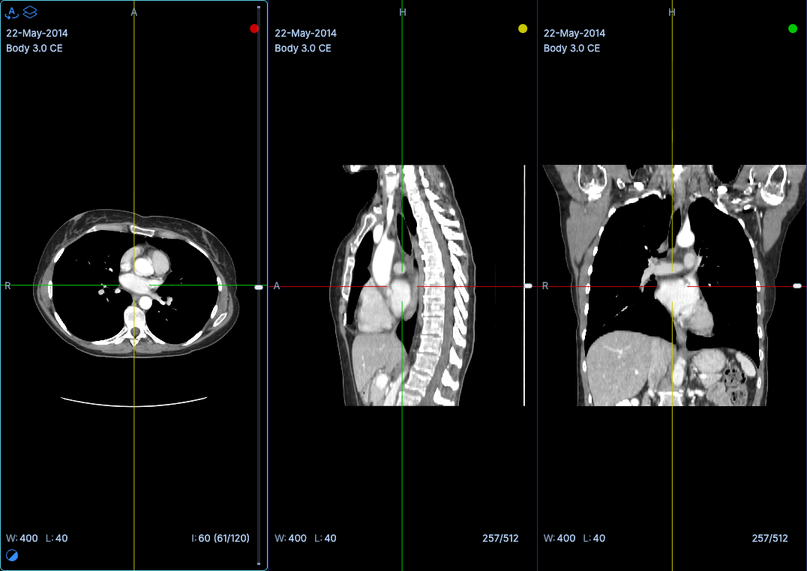 A
A
22-May-2014
Body 3.0 CE
R
W: 400 L: 40
I: 60 (61/120)
H
22-May-2014
Body 3.0 CE
A
W: 400 L: 40
257/512
H
22-May-2014
Body 3.0 CE
R
W: 400 L: 40
257/512